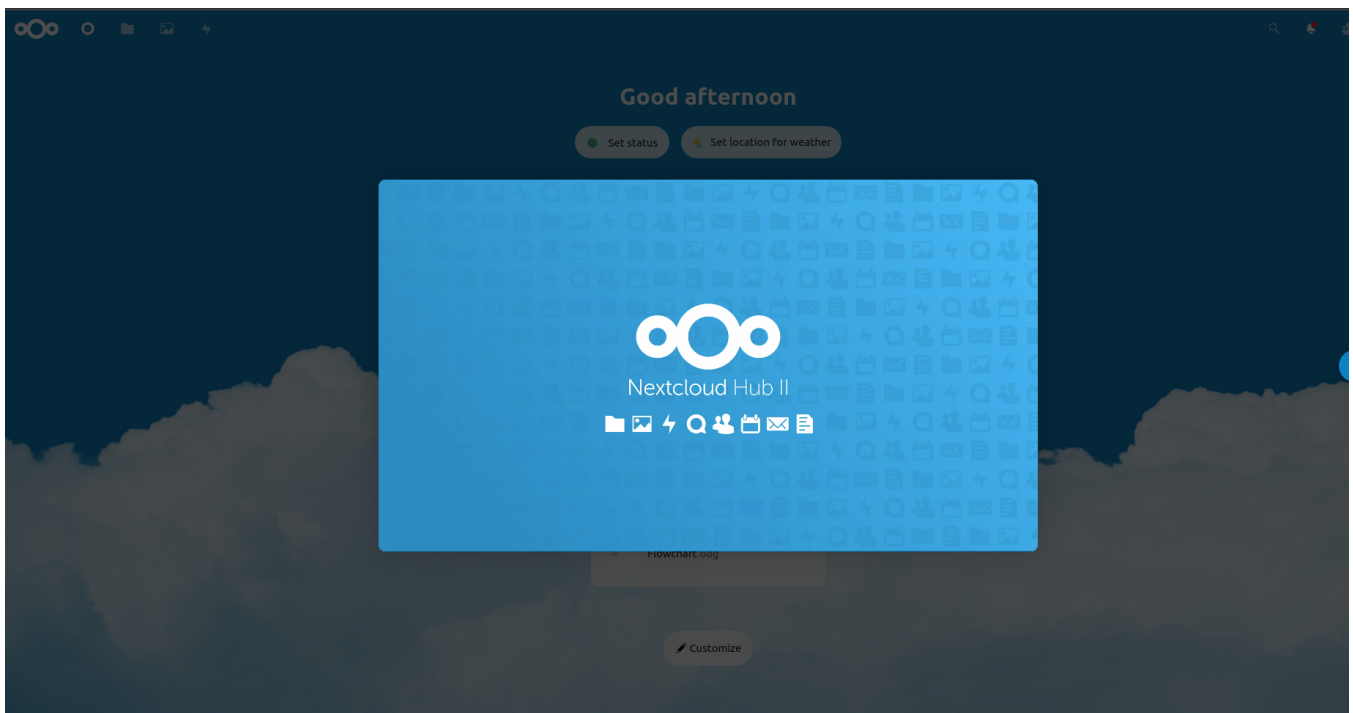 Good afternoon
Set status
Set location for weather
Nextcloud Hub II
Flowchart.odg
Customize